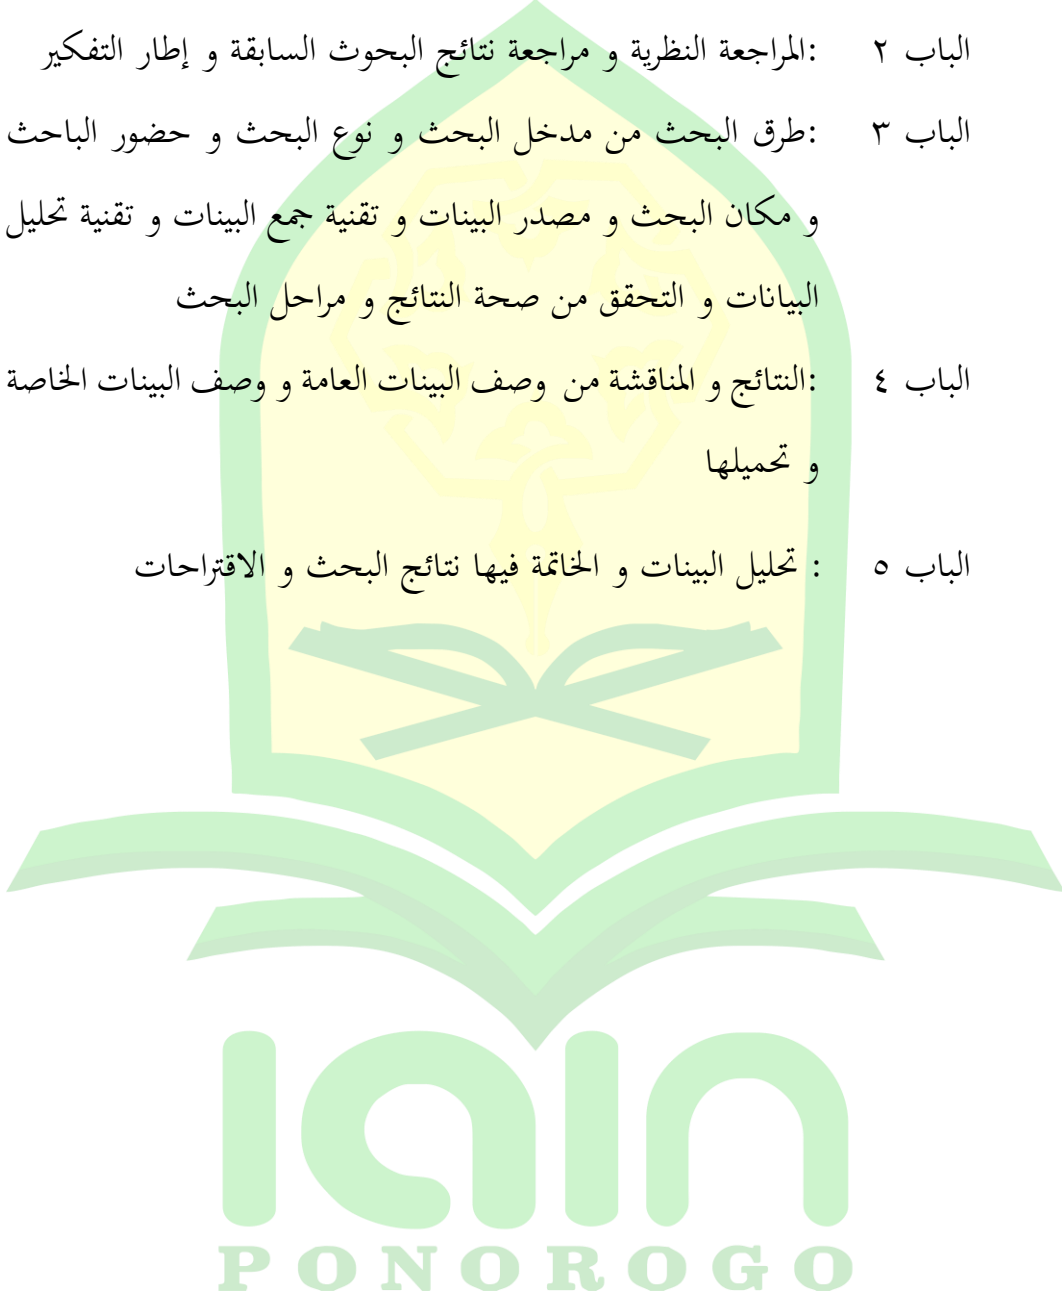 الباب ٢ :المراجعة النظرية و مراجعة نتائج البحوث السابقة و إطار التفكير
الباب ٣ :طرق البحث من مدخل البحث و نوع البحث و حضور الباحث
و مكان البحث و مصدر البينات و تقنية جمع البينات و تقنية تحليل
البيانات و التحقق من صحة النتائج و مراحل البحث
الباب ٤ :النتائج و المناقشة من وصف البينات العامة و وصف البينات الخاصة
و تحميلها
الباب ٥ : تحليل البينات و الخاتمة فيها نتائج البحث و الاقتراحات
iain
PONOROGO